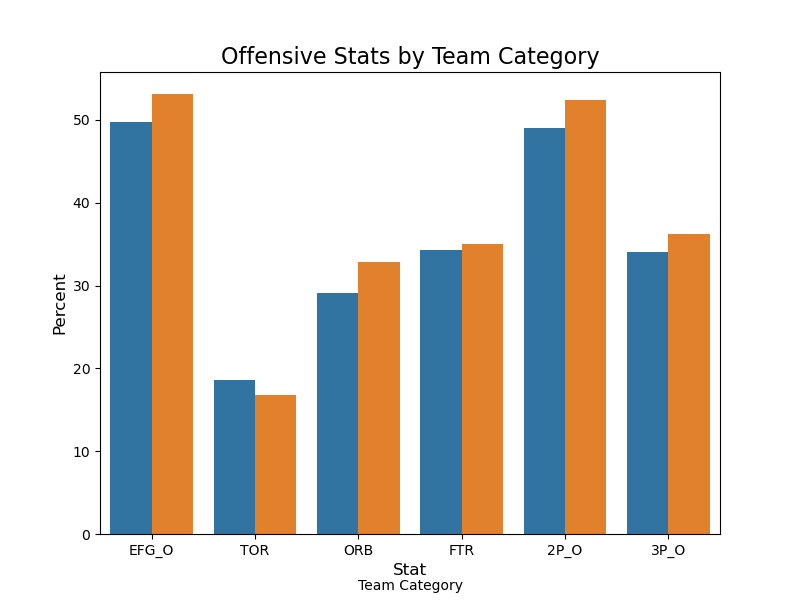 Offensive Stats by Team Category
Percent
50
40
30
20
10
0
EFG_O TOR ORB FTR 2P_O 3P_O
Stat
Team Category